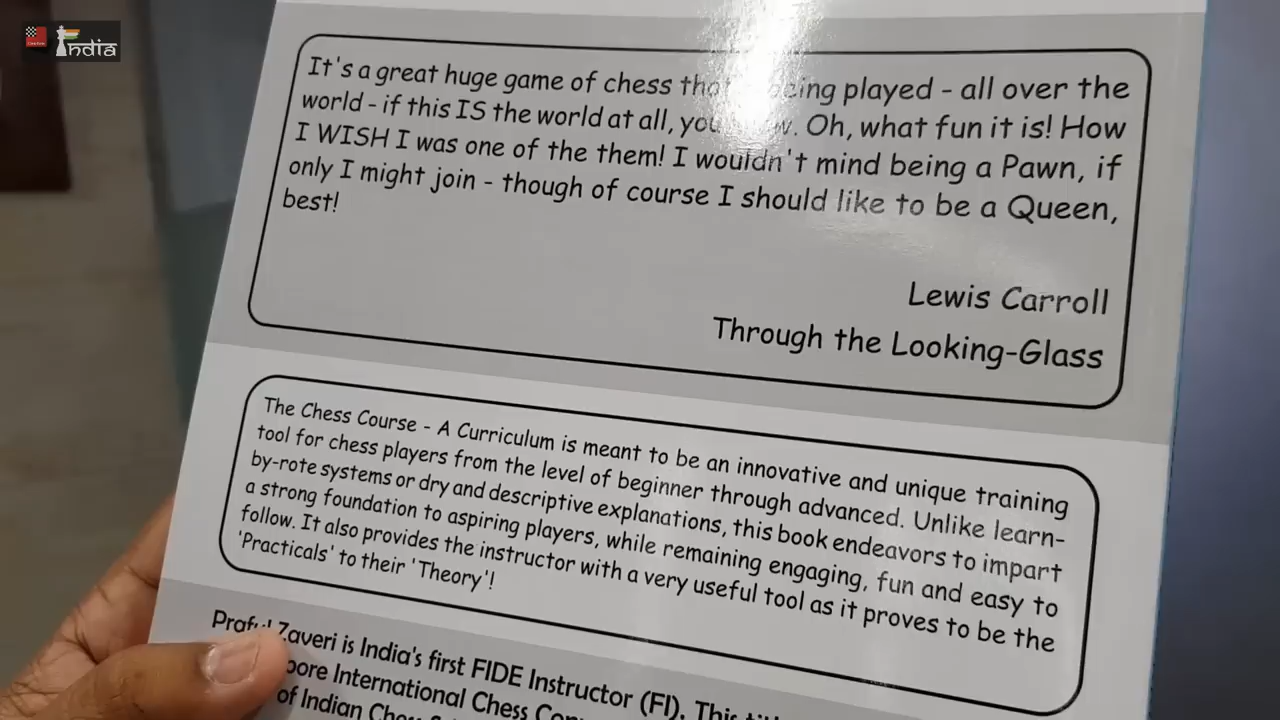 India
It's a great huge game of chess being played - all over the
world - if this IS the world at all, Oh, what fun it is! How
I WISH I was one of the them! I wouldn't mind being a Pawn, if
only I might join - though of course I should like to be a Queen,
best!
Lewis Carroll
Through the Looking-Glass
The Chess Course - A Curriculum is meant to be an innovative and unique training
tool for chess players from the level of beginner through advanced. Unlike learn-
by-rote systems or dry and descriptive explanations, this book endeavors to impart
a strong foundation to aspiring players, while remaining engaging, fun and easy to
follow. It also provides the instructor with a very useful tool as it proves to be the
'Practicals' to their 'Theory'!
Praful Zaveri is India's first FIDE Instructor (FI). This
International Chess
of Indian